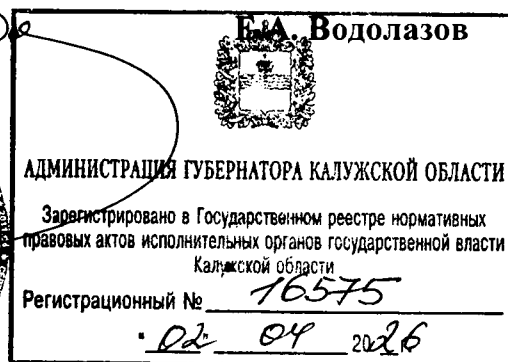 Е.А. Водолазов
АДМИНИСТРАЦИЯ ГУБЕРНАТОРА КАЛУЖСКОЙ ОБЛАСТИ
Зарегистрировано в Государственном реестре нормативных
правовых актов исполнительных органов государственной власти
Калужской области
Регистрационный № 16575
" 02 " 04 2026